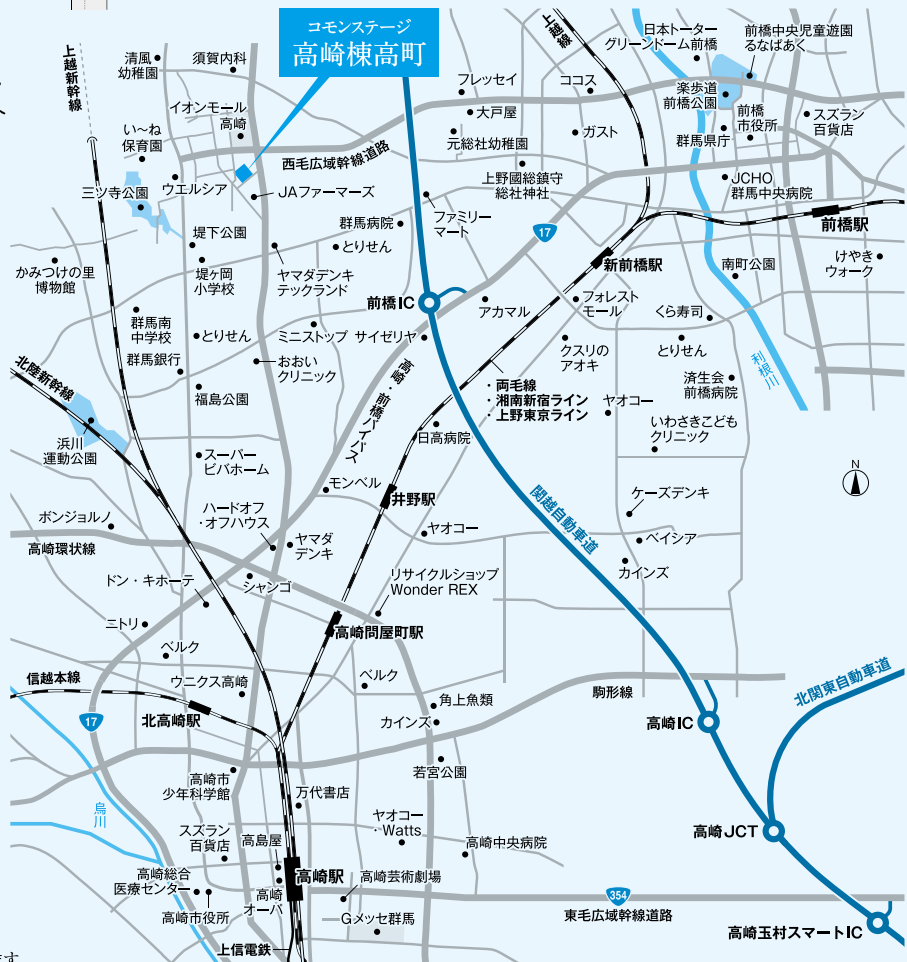 コモンステージ
高崎棟高町
上越新幹線
清風
幼稚園
須賀内科
イオンモール
高崎
い〜ね
保育園
三ツ寺公園
ウエルシア
西毛広域幹線道路
JAファーマーズ
フレッセイ
大戸屋
元総社幼稚園
ココス
ガスト
上越線
上野國総鎮守
総社神社
日本トーター
グリーンドーム前橋
前橋中央児童遊園
るなぱあく
楽歩道
前橋公園
前橋
市役所
群馬県庁
スズラン
百貨店
JCHO
群馬中央病院
前橋駅
けやき
ウォーク
南町公園
新前橋駅
17
ファミリー
マート
群馬病院
とりせん
堤下公園
堤ヶ岡
小学校
ヤマダデンキ
テックランド
かみつけの里
博物館
前橋IC
アカマル
フォレスト
モール
くら寿司
とりせん
クスリの
アオキ
利根川
済生会
前橋病院
群馬南
中学校
とりせん
ミニストップ
サイゼリヤ
群馬銀行
おおい
クリニック
福島公園
高崎・前橋バイパス
・両毛線
・湘南新宿ライン
・上野東京ライン
ヤオコー
いわさきこども
クリニック
北陸新幹線
浜川
運動公園
日高病院
スーパー
ビバホーム
モンベル
井野駅
関越自動車道
ケーズデンキ
N
ボンジョルノ
ハードオフ
・オフハウス
ヤマダ
デンキ
ヤオコー
ベイシア
カインズ
高崎環状線
ドン・キホーテ
シャンゴ
リサイクルショップ
Wonder REX
ニトリ
高崎問屋町駅
ベルク
信越本線
ウニクス高崎
ベルク
角上魚類
駒形線
北関東自動車道
17
北高崎駅
カインズ
高崎IC
高崎市
少年科学館
若宮公園
万代書店
烏川
スズラン
百貨店
高島屋
ヤオコー
・Watts
高崎中央病院
高崎JCT
高崎総合
医療センター
高崎駅
高崎芸術劇場
354
高崎市役所
高崎
オーパ
Gメッセ群馬
東毛広域幹線道路
高崎玉村スマートIC
上信電鉄